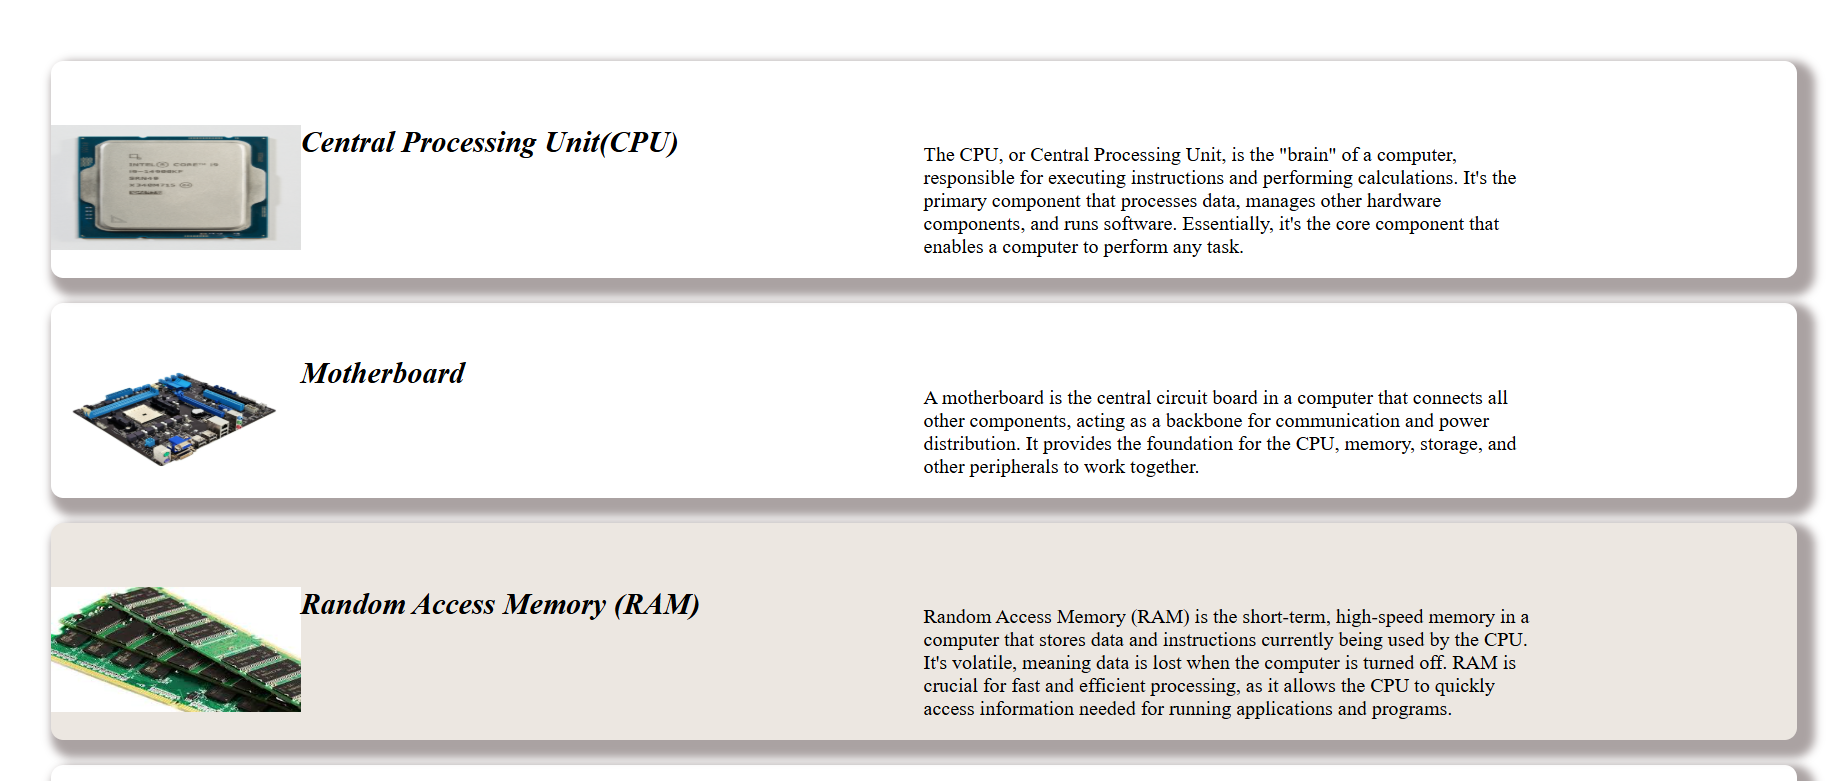 INTEL® CORE™ i9
i9-14900KF
Central Processing Unit(CPU)
The CPU, or Central Processing Unit, is the "brain" of a computer,
responsible for executing instructions and performing calculations. It's the
primary component that processes data, manages other hardware
components, and runs software. Essentially, it's the core component that
enables a computer to perform any task.
Motherboard
A motherboard is the central circuit board in a computer that connects all
other components, acting as a backbone for communication and power
distribution. It provides the foundation for the CPU, memory, storage, and
other peripherals to work together.
Random Access Memory (RAM)
Random Access Memory (RAM) is the short-term, high-speed memory in a
computer that stores data and instructions currently being used by the CPU.
It's volatile, meaning data is lost when the computer is turned off. RAM is
crucial for fast and efficient processing, as it allows the CPU to quickly
access information needed for running applications and programs.